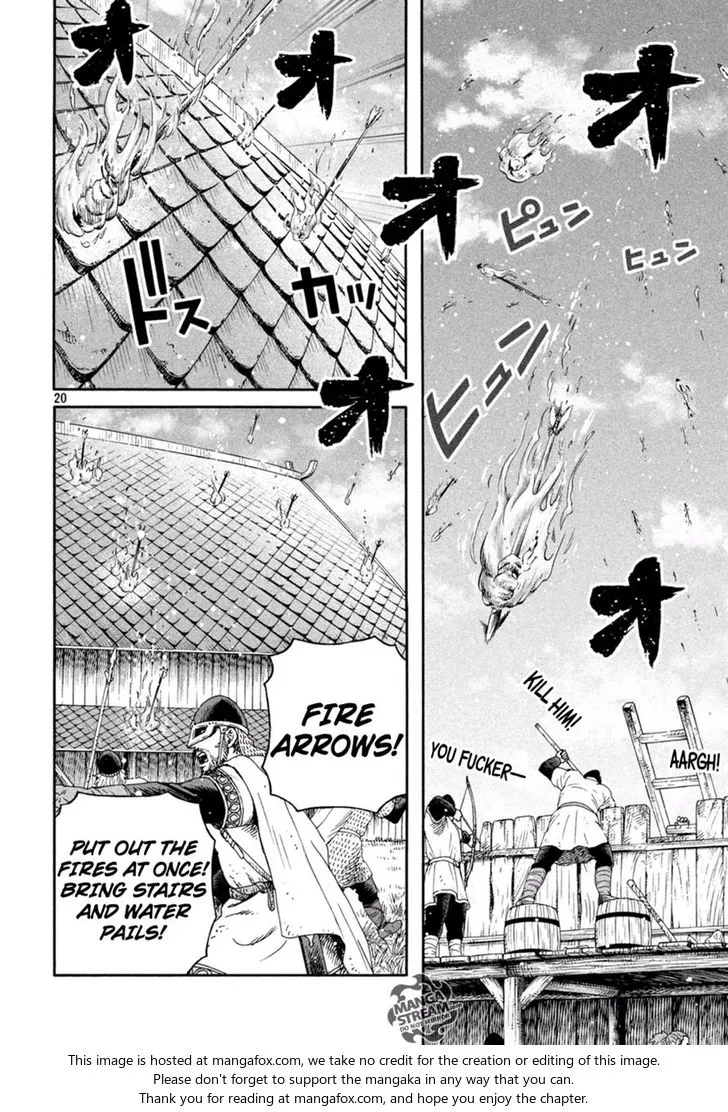 オ
オ
オ
オ
オ
オ
ピュン
ヒュン
ヒュン
KILL HIM!
YOU FUCKER—
AARGH!
ドスッ
カッ
20
FIRE
ARROWS!
PUT OUT THE
FIRES AT ONCE!
BRING STAIRS
AND WATER
PAILS!
MANGA
STREAM
DO NOT MIRROR
This image is hosted at mangafox.com, we take no credit for the creation or editing of this image.
Please don't forget to support the mangaka in any way that you can.
Thank you for reading at mangafox.com, and hope you enjoy the chapter.